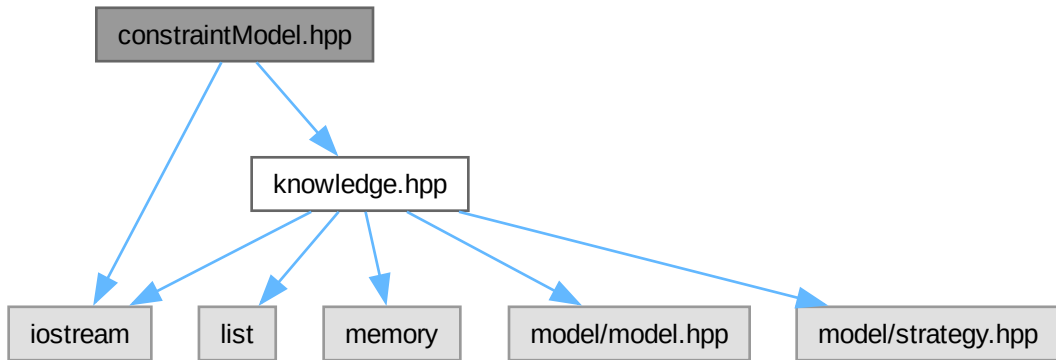 constraintModel.hpp
knowledge.hpp
iostream
list
memory
model/model.hpp
model/strategy.hpp